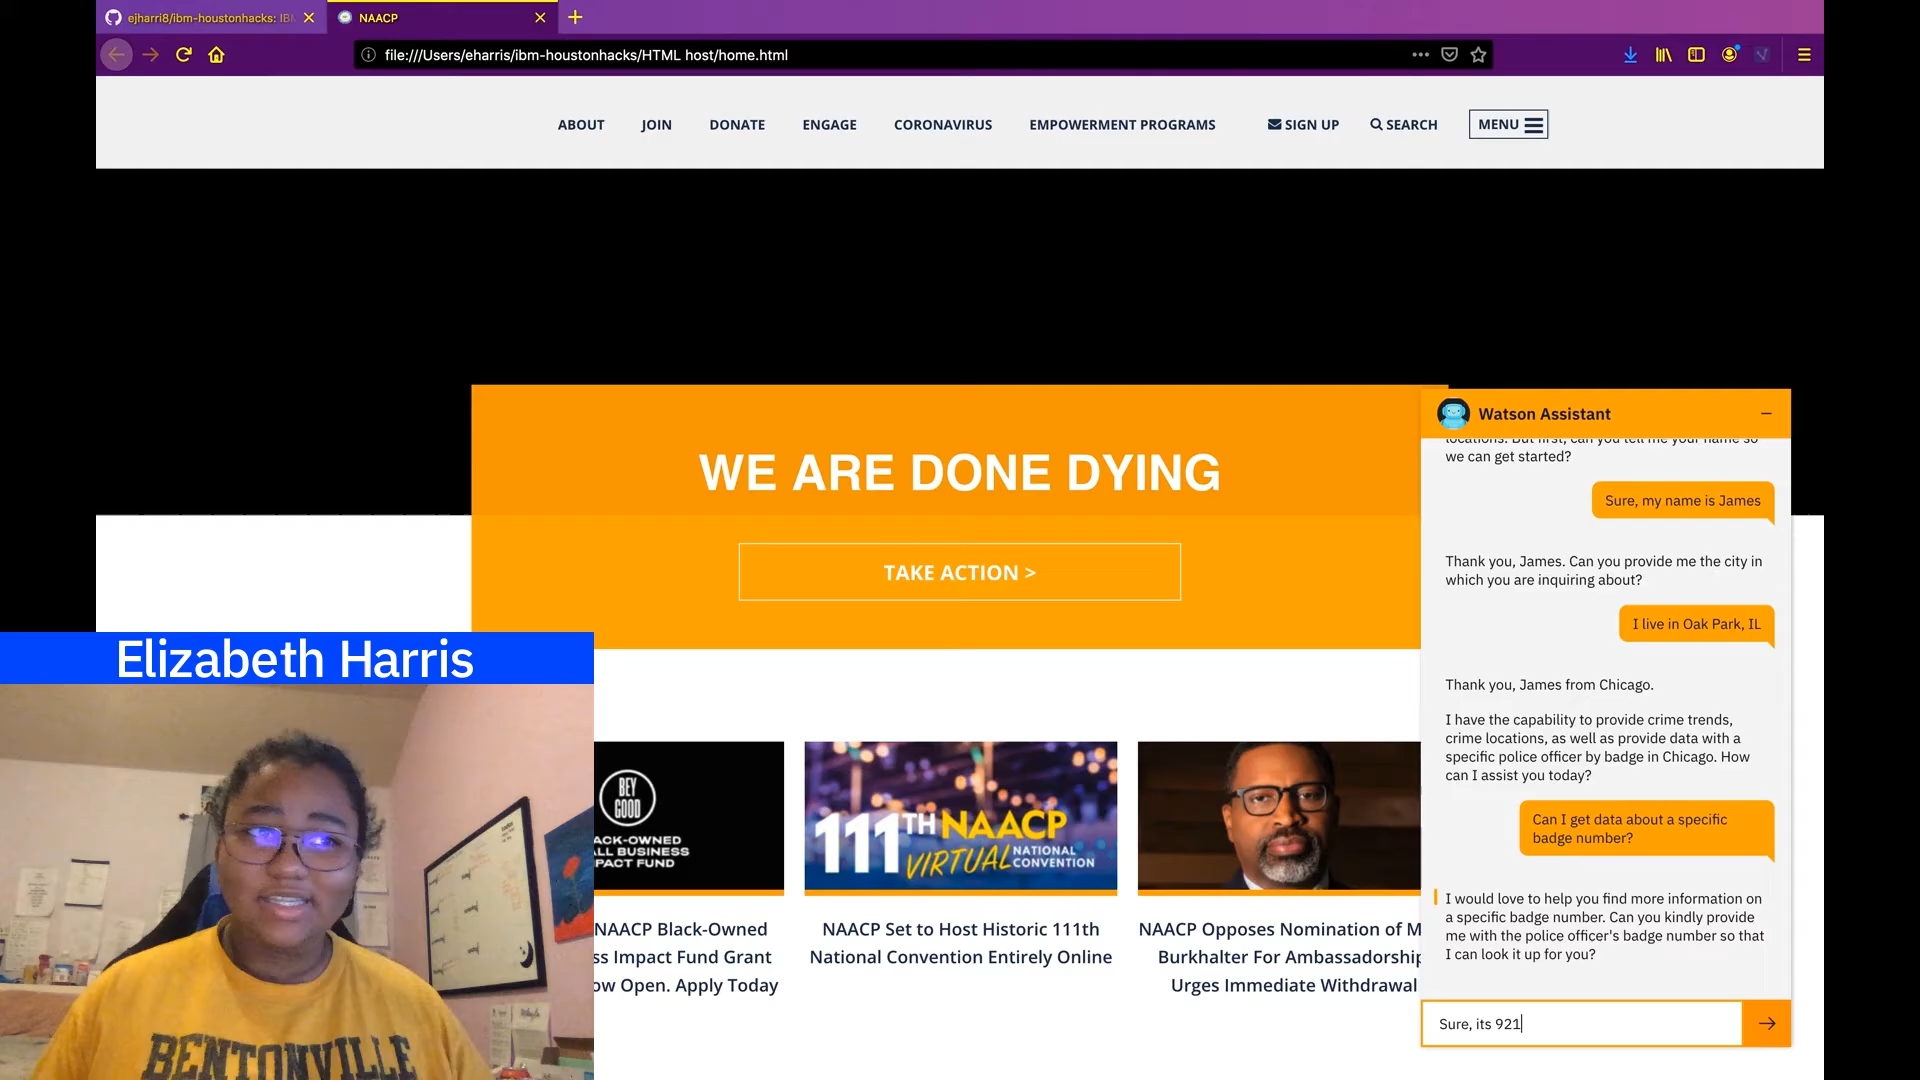 ejharri8/ibm-houstonhacks: IBM
NAACP
file:///Users/eharris/ibm-houstonhacks/HTML host/home.html
ABOUT
JOIN
DONATE
ENGAGE
CORONAVIRUS
EMPOWERMENT PROGRAMS
SIGN UP
SEARCH
MENU
WE ARE DONE DYING
TAKE ACTION >
Elizabeth Harris
BENTONVILLE
BEY
GOOD
ACK-OWNED
LL BUSINESS
PACT FUND
NAACP Black-Owned
ss Impact Fund Grant
ow Open. Apply Today
111TH NAACP
VIRTUAL NATIONAL
CONVENTION
NAACP Set to Host Historic 111th
National Convention Entirely Online
NAACP Opposes Nomination of M
Burkhalter For Ambassadorship
Urges Immediate Withdrawal
Watson Assistant
locations. But first, can you tell me your name so
we can get started?
Sure, my name is James
Thank you, James. Can you provide me the city in
which you are inquiring about?
I live in Oak Park, IL
Thank you, James from Chicago.
I have the capability to provide crime trends,
crime locations, as well as provide data with a
specific police officer by badge in Chicago. How
can I assist you today?
Can I get data about a specific
badge number?
I would love to help you find more information on
a specific badge number. Can you kindly provide
me with the police officer's badge number so that
I can look it up for you?
Sure, its 921